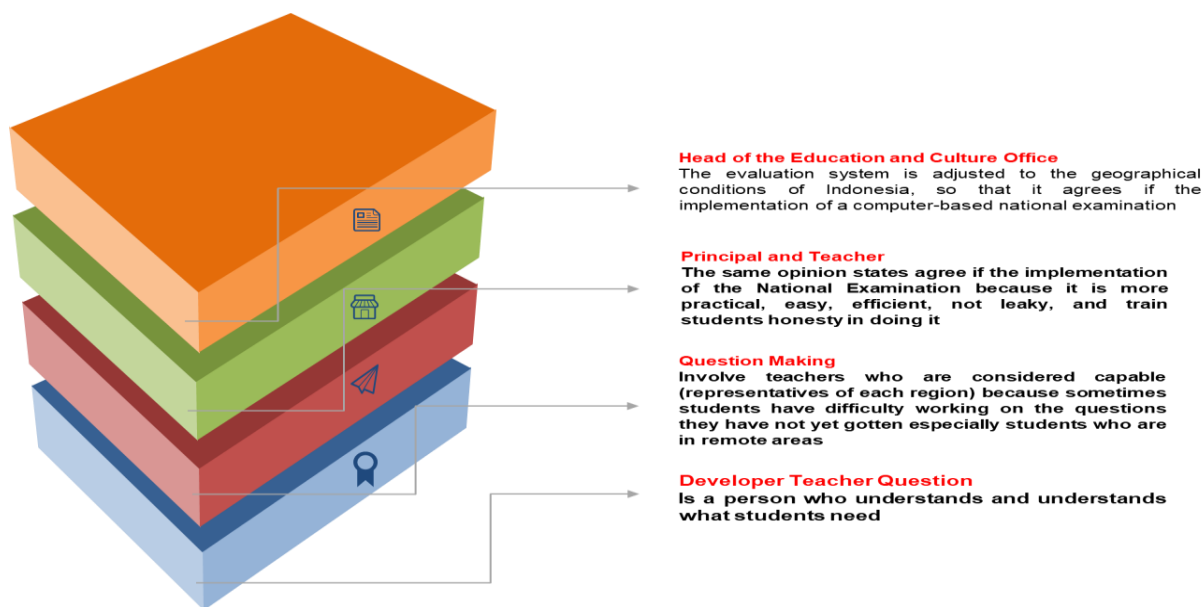 Head of the Education and Culture Office
The evaluation system is adjusted to the geographical
conditions of Indonesia, so that it agrees if the
implementation of a computer-based national examination
Principal and Teacher
The same opinion states agree if the implementation
of the National Examination because it is more
practical, easy, efficient, not leaky, and train
students honesty in doing it
Question Making
Involve teachers who are considered capable
(representatives of each region) because sometimes
students have difficulty working on the questions
they have not yet gotten especially students who are
in remote areas
Developer Teacher Question
Is a person who understands and understands
what students need